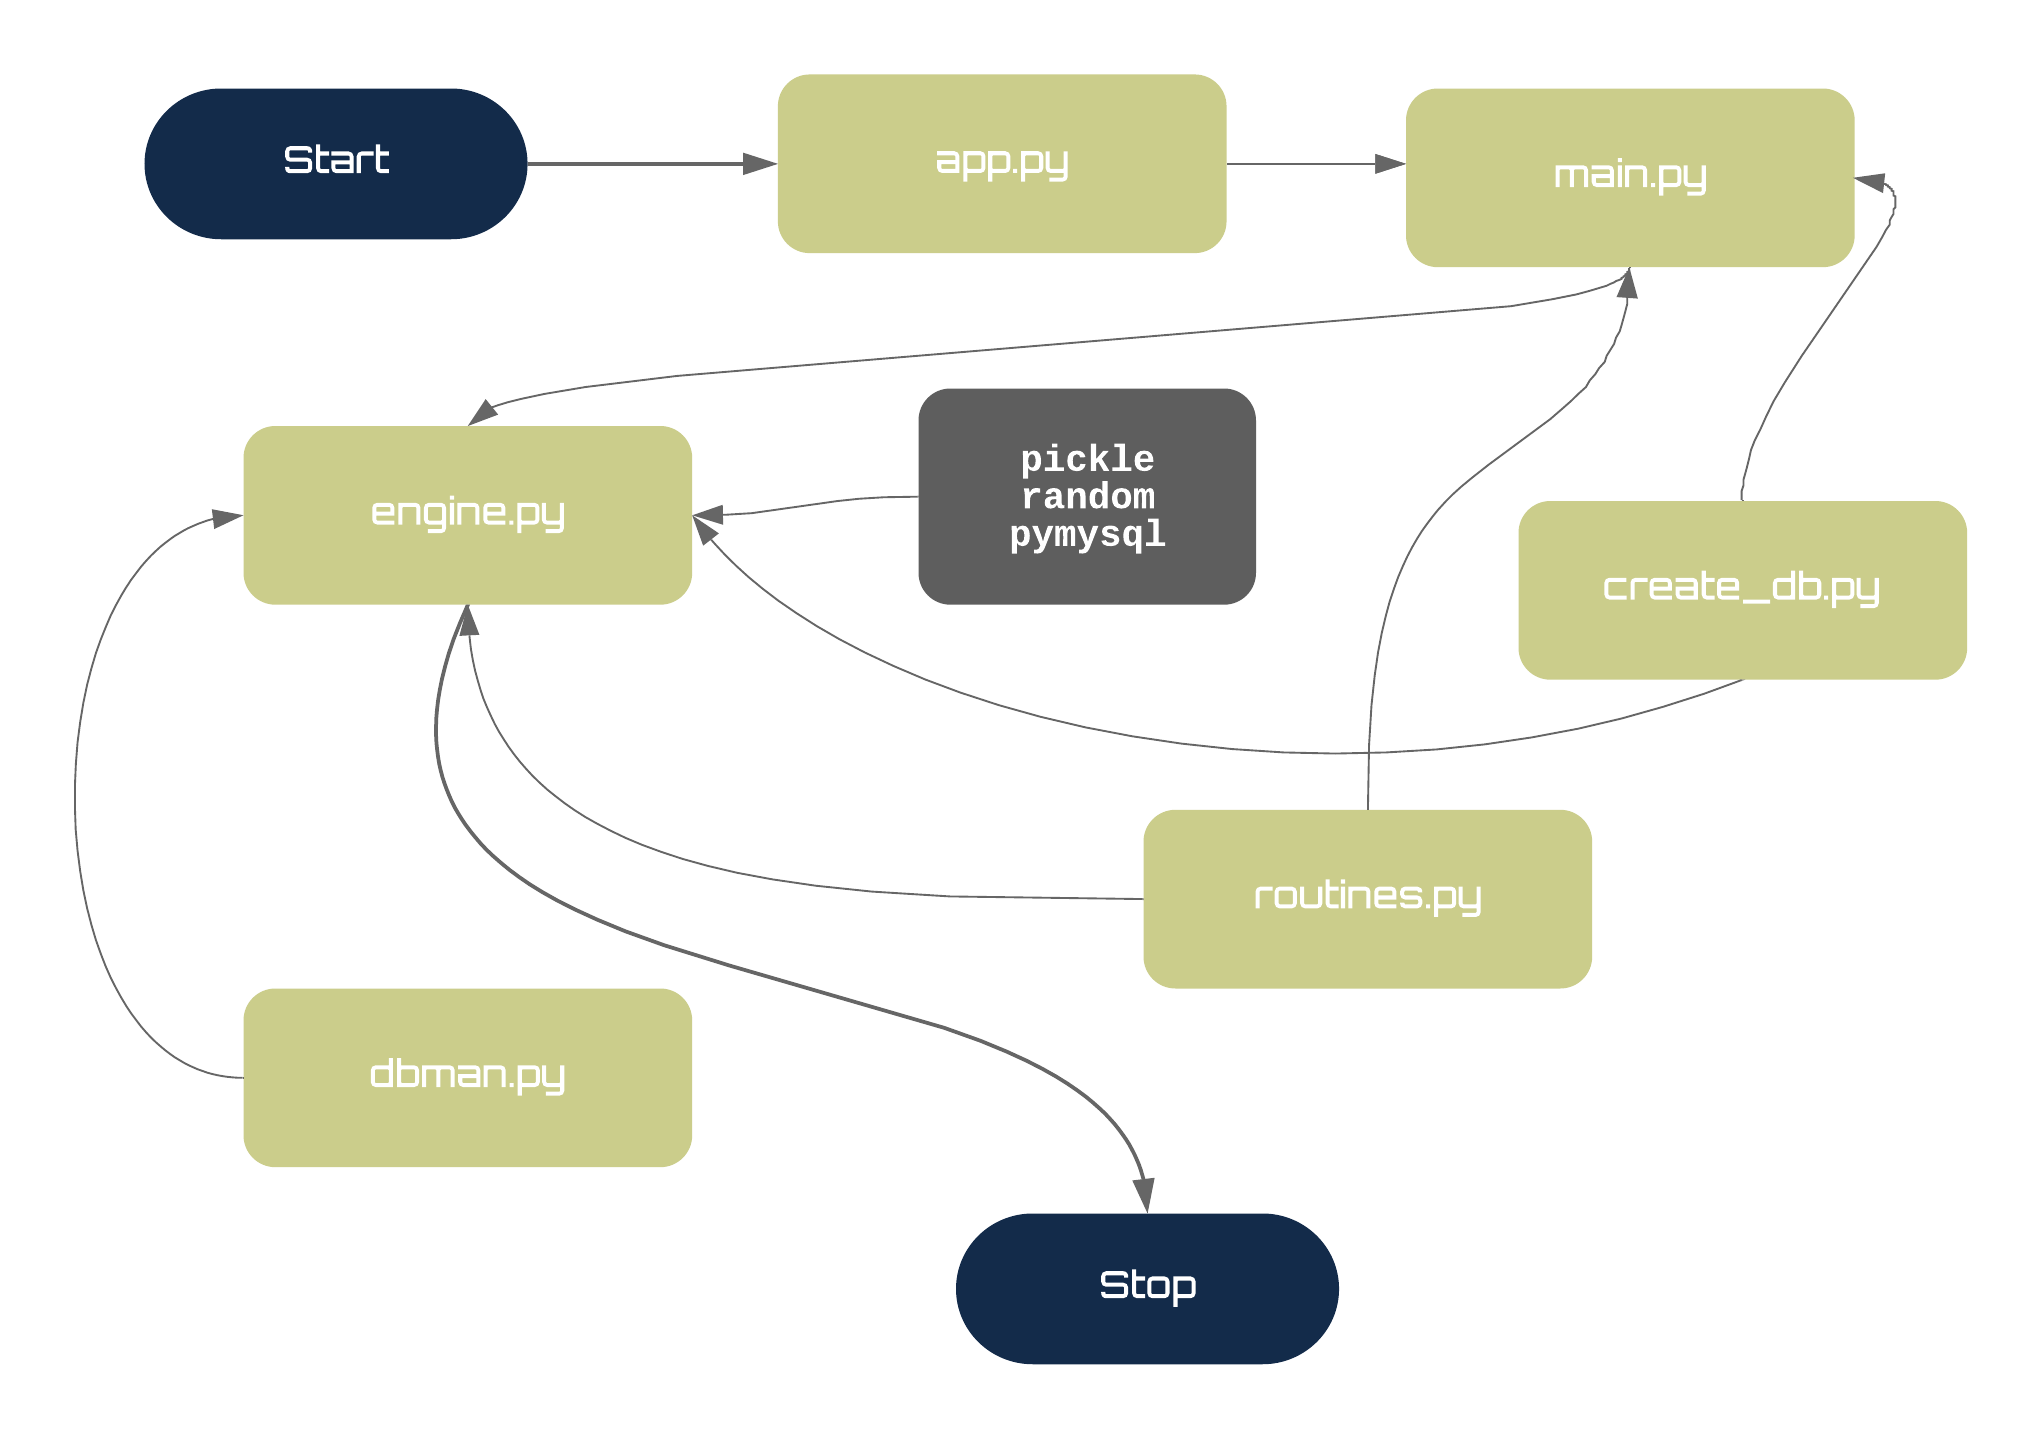 Start
app.py
main.py
pickle
random
pymysql
engine.py
create_db.py
routines.py
dbman.py
Stop